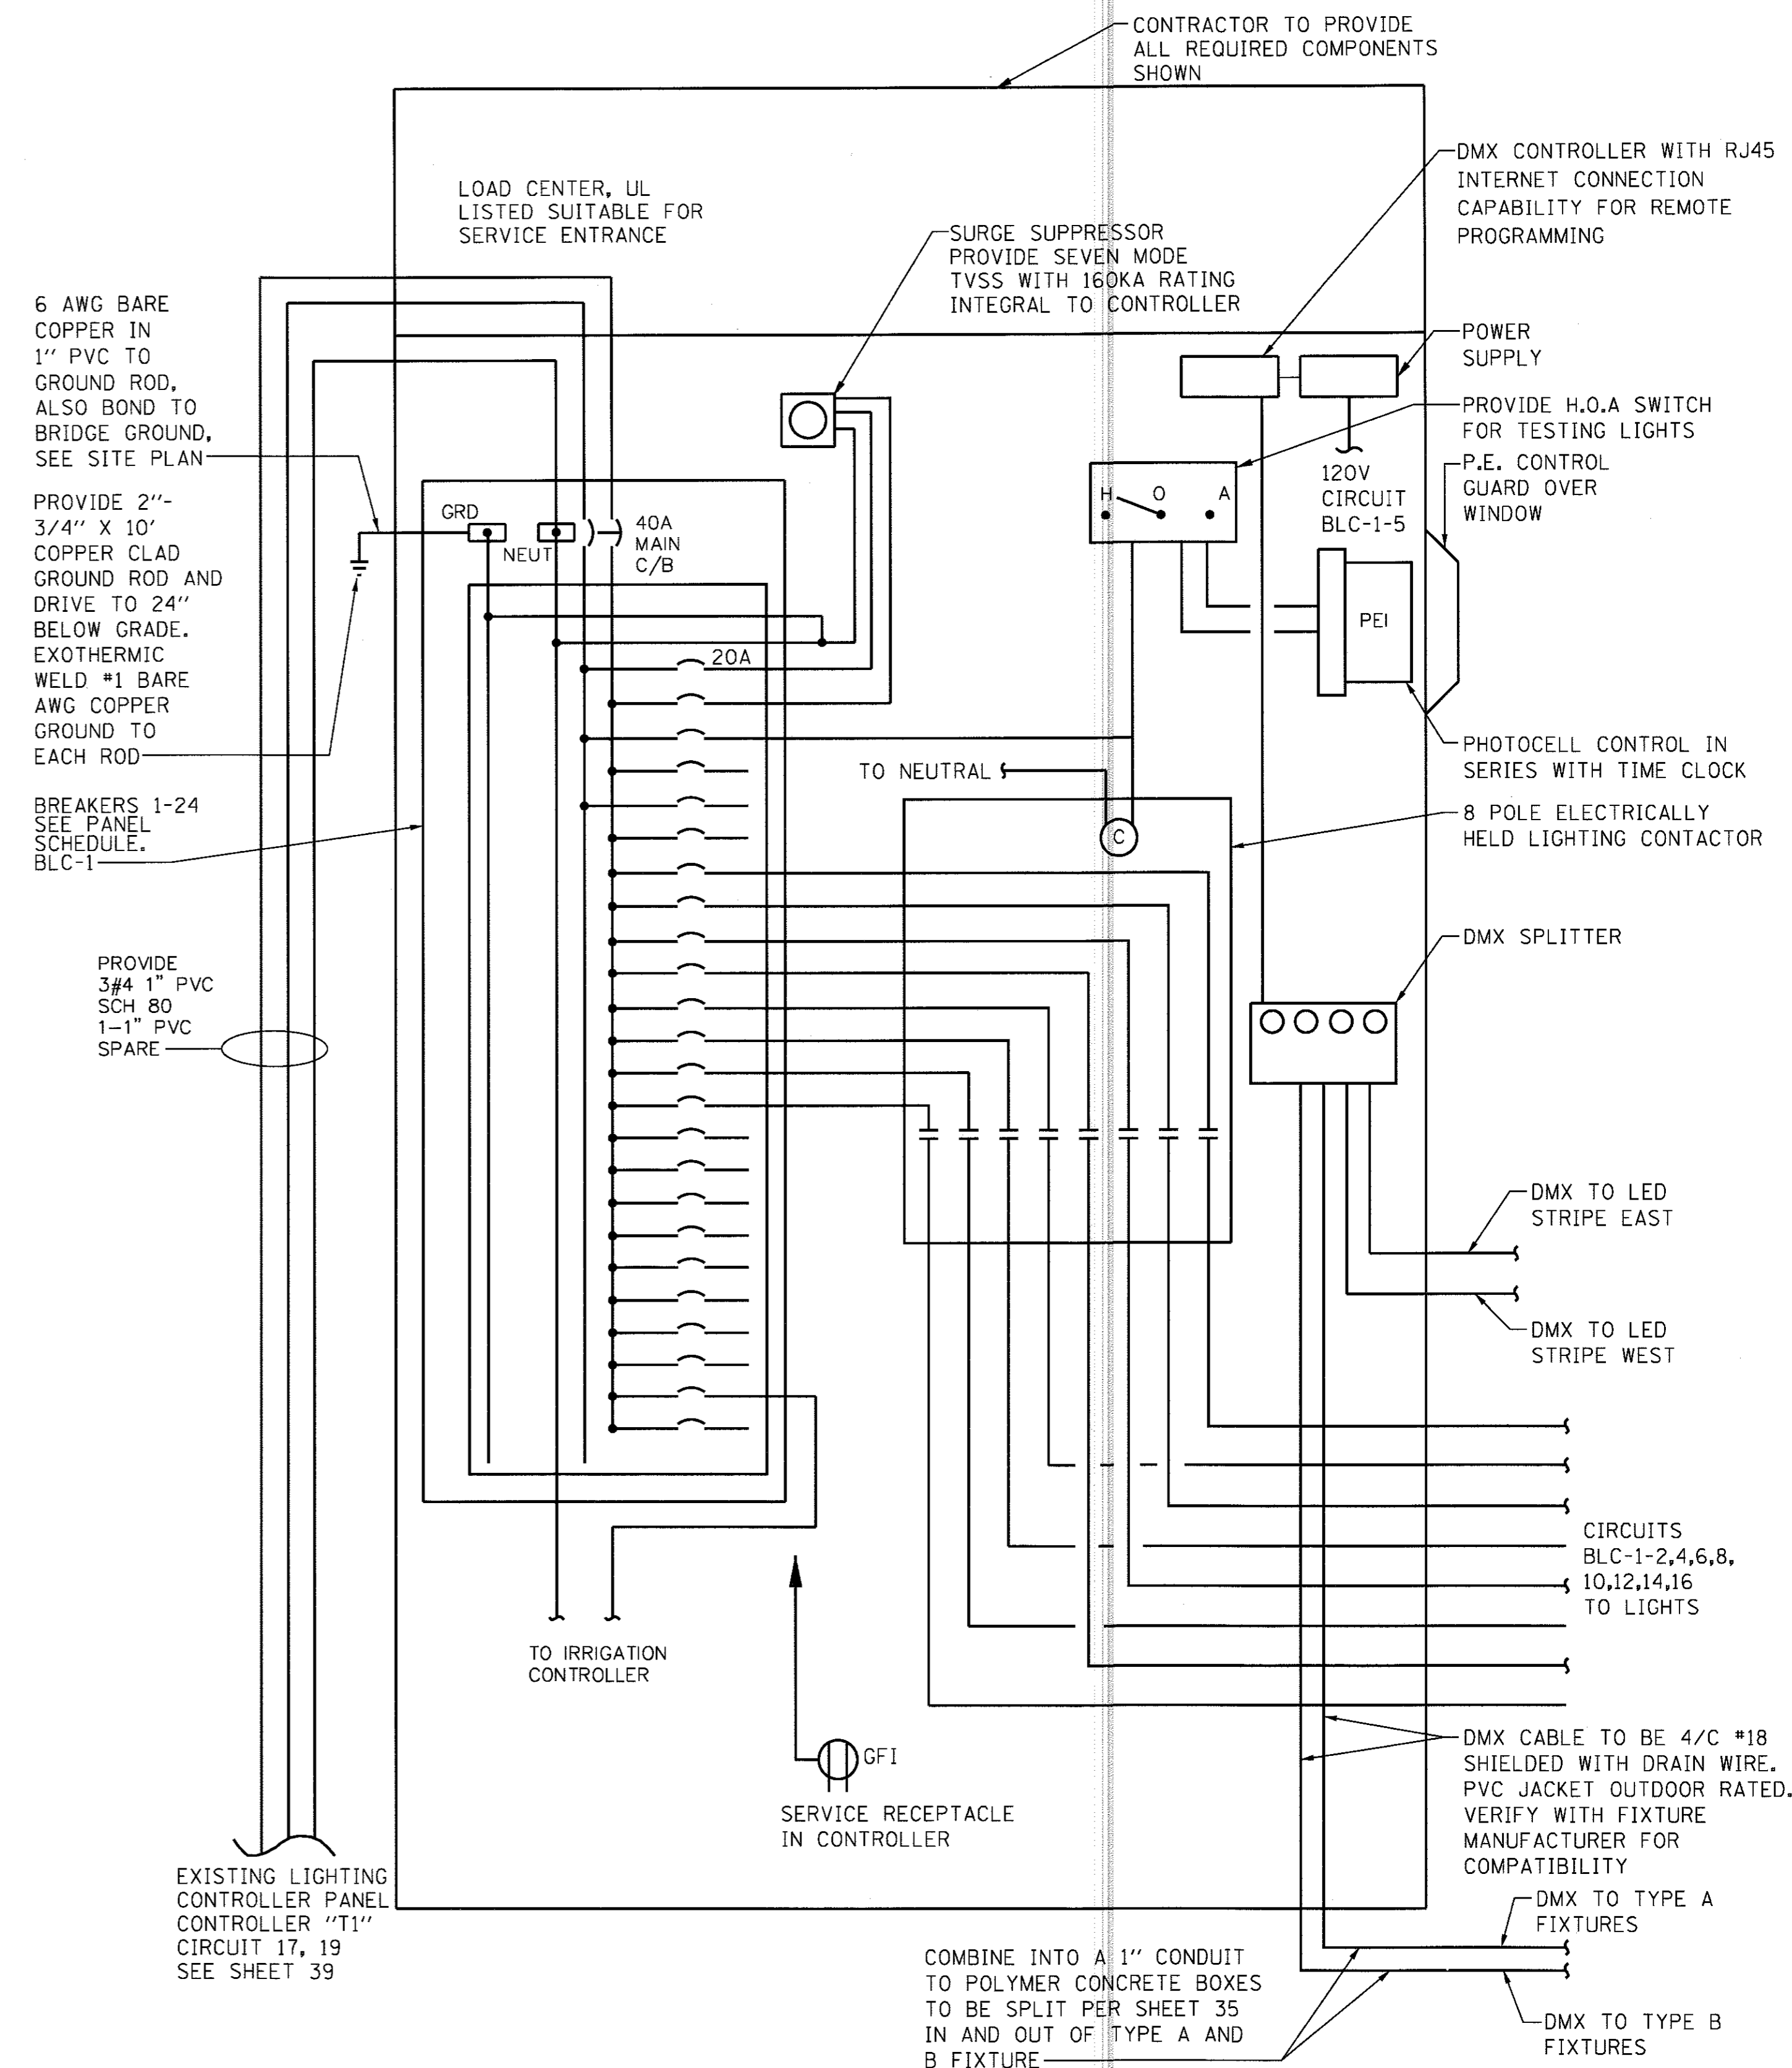 CONTRACTOR TO PROVIDE
ALL REQUIRED COMPONENTS
SHOWN
DMX CONTROLLER WITH RJ45
INTERNET CONNECTION
CAPABILITY FOR REMOTE
PROGRAMMING
LOAD CENTER, UL
LISTED SUITABLE FOR
SERVICE ENTRANCE
SURGE SUPPRESSOR
PROVIDE SEVEN MODE
TVSS WITH 160KA RATING
INTEGRAL TO CONTROLLER
6 AWG BARE
COPPER IN
1" PVC TO
GROUND ROD,
ALSO BOND TO
BRIDGE GROUND,
SEE SITE PLAN
POWER
SUPPLY
PROVIDE H.O.A SWITCH
FOR TESTING LIGHTS
P.E. CONTROL
GUARD OVER
WINDOW
120V
CIRCUIT
BLC-1-5
H O A
PROVIDE 2"-
3/4" X 10'
COPPER CLAD
GROUND ROD AND
DRIVE TO 24"
BELOW GRADE.
EXOTHERMIC
WELD #1 BARE
AWG COPPER
GROUND TO
EACH ROD
GRD
NEUT
40A
MAIN
C/B
PEI
20A
PHOTOCELL CONTROL IN
SERIES WITH TIME CLOCK
TO NEUTRAL
BREAKERS 1-24
SEE PANEL
SCHEDULE.
BLC-1
C
8 POLE ELECTRICALLY
HELD LIGHTING CONTACTOR
DMX SPLITTER
PROVIDE
3#4 1" PVC
SCH 80
1-1" PVC
SPARE
DMX TO LED
STRIPE EAST
DMX TO LED
STRIPE WEST
CIRCUITS
BLC-1-2,4,6,8,
10,12,14,16
TO LIGHTS
TO IRRIGATION
CONTROLLER
GFI
SERVICE RECEPTACLE
IN CONTROLLER
DMX CABLE TO BE 4/C #18
SHIELDED WITH DRAIN WIRE.
PVC JACKET OUTDOOR RATED.
VERIFY WITH FIXTURE
MANUFACTURER FOR
COMPATIBILITY
EXISTING LIGHTING
CONTROLLER PANEL
CONTROLLER "T1"
CIRCUIT 17, 19
SEE SHEET 39
DMX TO TYPE A
FIXTURES
COMBINE INTO A 1" CONDUIT
TO POLYMER CONCRETE BOXES
TO BE SPLIT PER SHEET 35
IN AND OUT OF TYPE A AND
B FIXTURE
DMX TO TYPE B
FIXTURES